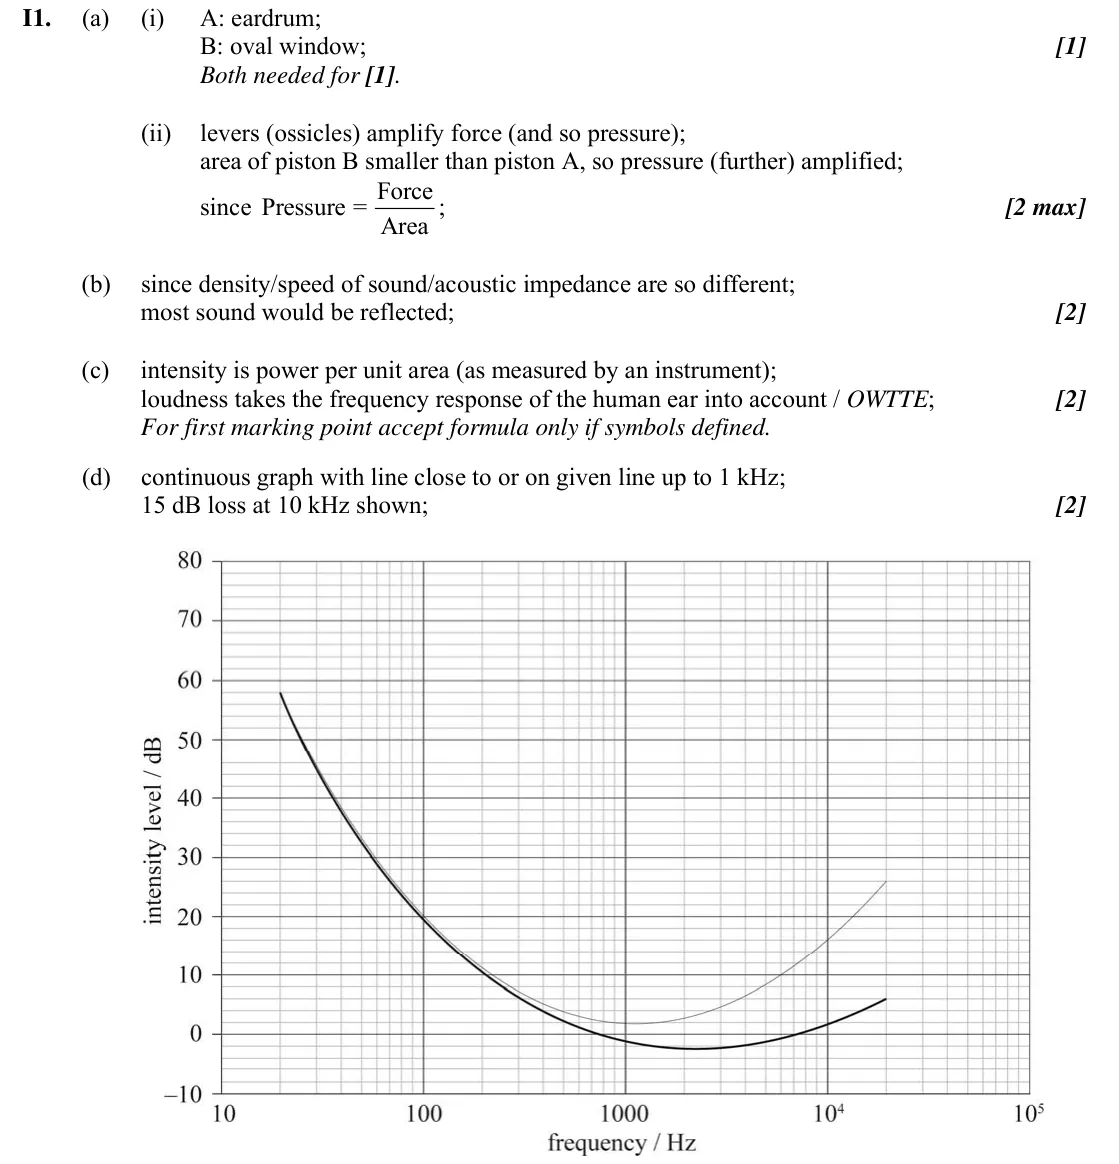 I1. (a) (i) A: eardrum;
B: oval window; [1]
Both needed for [1].
(ii) levers (ossicles) amplify force (and so pressure);
area of piston B smaller than piston A, so pressure (further) amplified;
since Pressure = Force/Area; [2 max]
(b) since density/speed of sound/acoustic impedance are so different;
most sound would be reflected; [2]
(c) intensity is power per unit area (as measured by an instrument);
loudness takes the frequency response of the human ear into account / OWTTE; [2]
For first marking point accept formula only if symbols defined.
(d) continuous graph with line close to or on given line up to 1 kHz;
15 dB loss at 10 kHz shown; [2]
80
70
60
50
40
30
20
10
0
–10
intensity level / dB
10 100 1000 10⁴ 10⁵
frequency / Hz